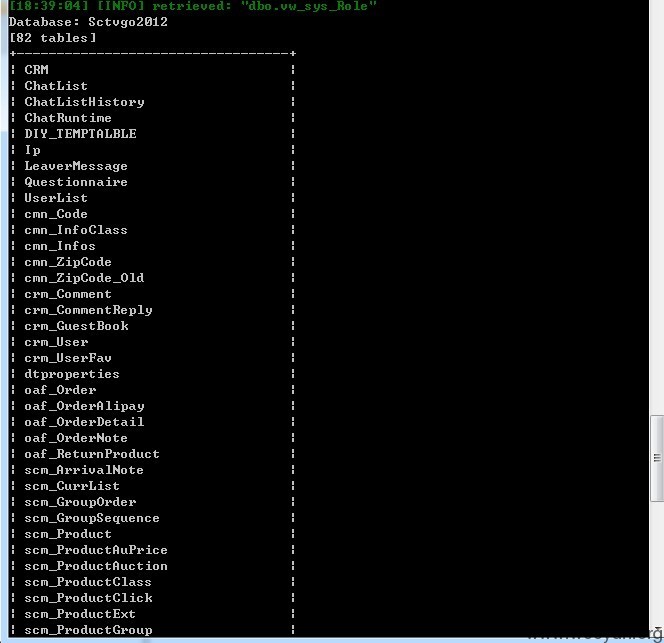 [18:39:04] [INFO] retrieved: "dbo.vw_sys_Role"
Database: Sctvgo2012
[82 tables]
+----------------------------------+
| CRM |
| ChatList |
| ChatListHistory |
| ChatRuntime |
| DIY_TEMPTALBLE |
| Ip |
| LeaverMessage |
| Questionnaire |
| UserList |
| cmn_Code |
| cmn_InfoClass |
| cmn_Infos |
| cmn_ZipCode |
| cmn_ZipCode_Old |
| crm_Comment |
| crm_CommentReply |
| crm_GuestBook |
| crm_User |
| crm_UserFav |
| dtproperties |
| oaf_Order |
| oaf_OrderAlipay |
| oaf_OrderDetail |
| oaf_OrderNote |
| oaf_ReturnProduct |
| scm_ArrivalNote |
| scm_CurrList |
| scm_GroupOrder |
| scm_GroupSequence |
| scm_Product |
| scm_ProductAuPrice |
| scm_ProductAuction |
| scm_ProductClass |
| scm_ProductClick |
| scm_ProductExt |
| scm_ProductGroup |